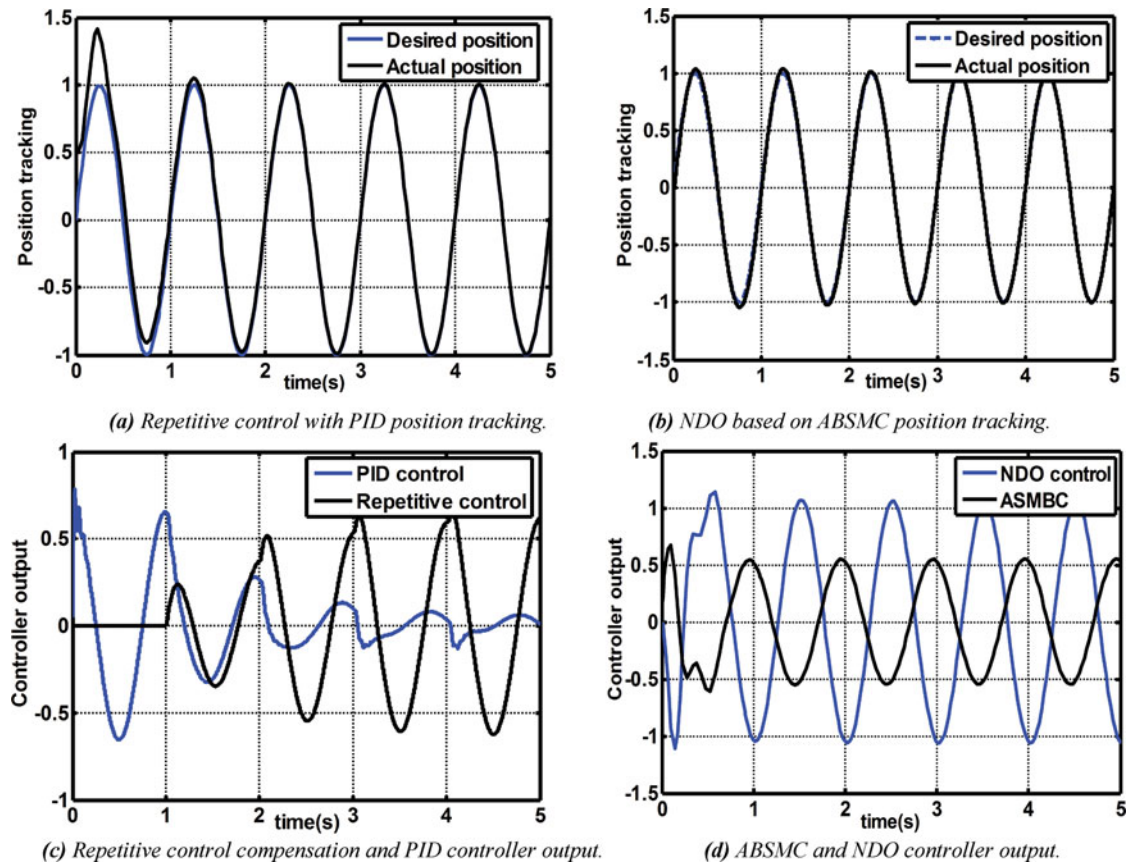 1.5
1
0.5
0
-0.5
-1
Position tracking
Desired position
Actual position
0 1 2 3 4 5
time(s)
(a) Repetitive control with PID position tracking.
1.5
1
0.5
0
-0.5
-1
-1.5
Position tracking
Desired position
Actual position
0 1 2 3 4 5
time(s)
(b) NDO based on ABSMC position tracking.
1
0.5
0
-0.5
-1
Controller output
PID control
Repetitive control
0 1 2 3 4 5
time(s)
(c) Repetitive control compensation and PID controller output.
1.5
1
0.5
0
-0.5
-1
-1.5
Controller output
NDO control
ASMBC
0 1 2 3 4 5
time(s)
(d) ABSMC and NDO controller output.